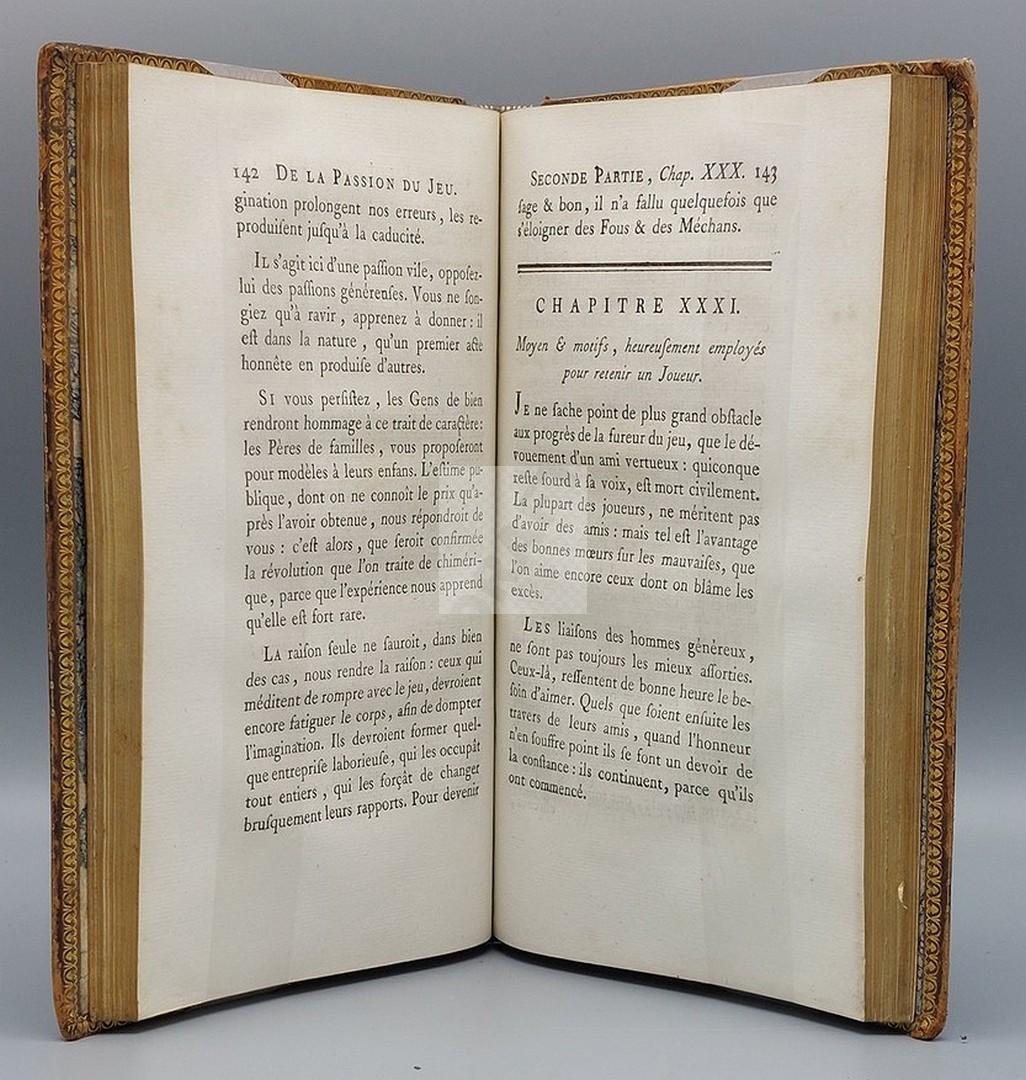 142 DE LA PASSION DU JEU.
gination prolongent nos erreurs, les re-
produiſent juſqu'à la caducité.
IL s'agit ici d'une paſſion vile, oppoſez-
lui des paſſions généreuſes. Vous ne ſon-
giez qu'à ravir, apprenez à donner : il
eſt dans la nature, qu'un premier acte
honnête en produiſe d'autres.
SI vous perſiſtez, les Gens de bien
rendront hommage à ce trait de caractère:
les Pères de familles, vous propoſeront
pour modèles à leurs enfans. L'eſtime pu-
blique, dont on ne connoît le prix qu'a-
près l'avoir obtenue, nous répondroit de
vous : c'eſt alors, que ſeroit confirmée
la révolution que l'on traite de chiméri-
que, parce que l'expérience nous apprend
qu'elle eſt fort rare.
LA raiſon ſeule ne ſauroit, dans bien
des cas, nous rendre la raiſon : ceux qui
méditent de rompre avec le jeu, devroient
encore fatiguer le corps, afin de dompter
l'imagination. Ils devroient former quel-
que entrepriſe laborieuſe, qui les occupât
tout entiers, qui les forçât de changer
bruſquement leurs rapports. Pour devenir
SECONDE PARTIE, Chap. XXX. 143
ſage & bon, il n'a fallu quelquefois que
s'éloigner des Fous & des Méchans.
CHAPITRE XXXI.
Moyen & motifs, heureuſement employés
pour retenir un Joueur.
JE ne ſache point de plus grand obſtacle
aux progrès de la fureur du jeu, que le dé-
vouement d'un ami vertueux : quiconque
reſte ſourd à ſa voix, eſt mort civilement.
La plupart des joueurs, ne méritent pas
d'avoir des amis : mais tel eſt l'avantage
des bonnes mœurs ſur les mauvaiſes, que
l'on aime encore ceux dont on blâme les
excès.
LES liaiſons des hommes généreux,
ne ſont pas toujours les mieux aſſorties.
Ceux-là, reſſentent de bonne heure le be-
ſoin d'aimer. Quels que ſoient enſuite les
travers de leurs amis, quand l'honneur
n'en ſouffre point ils ſe font un devoir de
la conſtance : ils continuent, parce qu'ils
ont commencé.